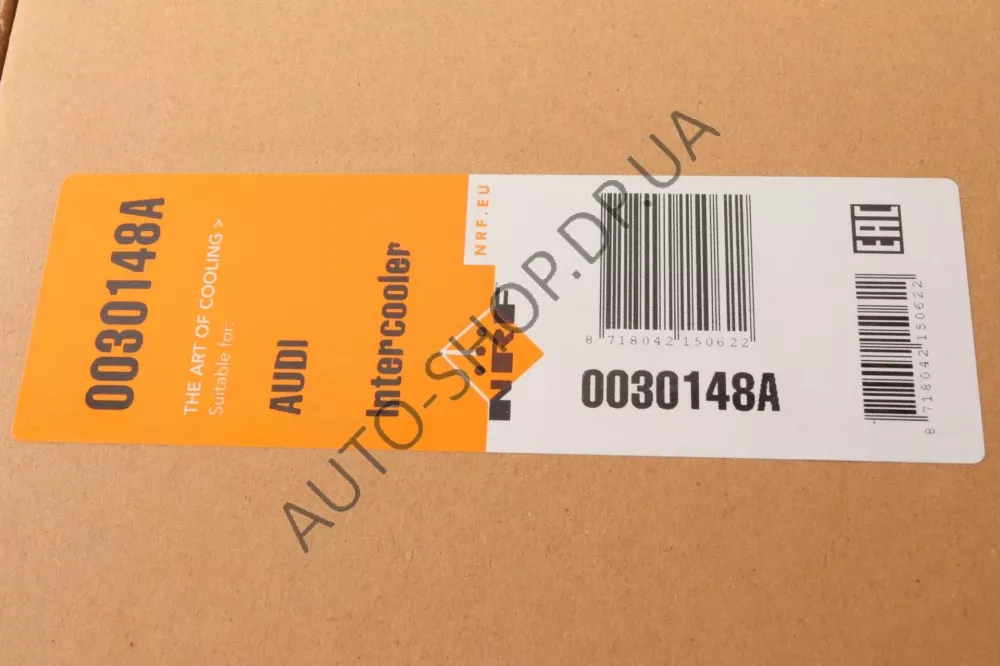 0030148A
THE ART OF COOLING >
Suitable for:
AUDI
Intercooler
NRF.EU
NRF
8 718042 150622
0030148A
EAC
8 718042 150622
AUTO-SHOP.DP.UA